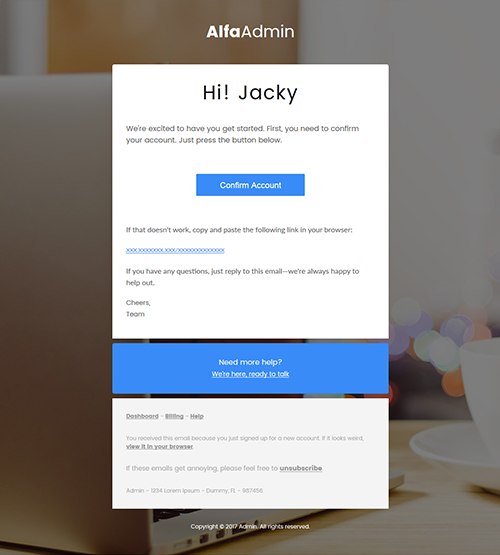 AlfaAdmin
Hi! Jacky
We're excited to have you get started. First, you need to confirm
your account. Just press the button below.
Confirm Account
If that doesn't work, copy and paste the following link in your browser:
XXX.XXXXXXX.XXX/XXXXXXXXXXXXX
If you have any questions, just reply to this email—we're always happy to
help out.
Cheers,
Team
Need more help?
We're here, ready to talk
Dashboard - Billing - Help
You received this email because you just signed up for a new account. If it looks weird,
view it in your browser.
If these emails get annoying, please feel free to unsubscribe.
Admin - 1234 Lorem Ipsum - Dummy, FL - 987456
Copyright © 2017 Admin. All rights reserved.